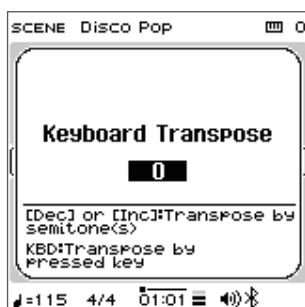 SCENE Disco Pop 0
Keyboard Transpose
0
[Dec] or [Inc]:Transpose by
semitone(s)
KBD:Transpose by
pressed key
♩=115 4/4 01:01